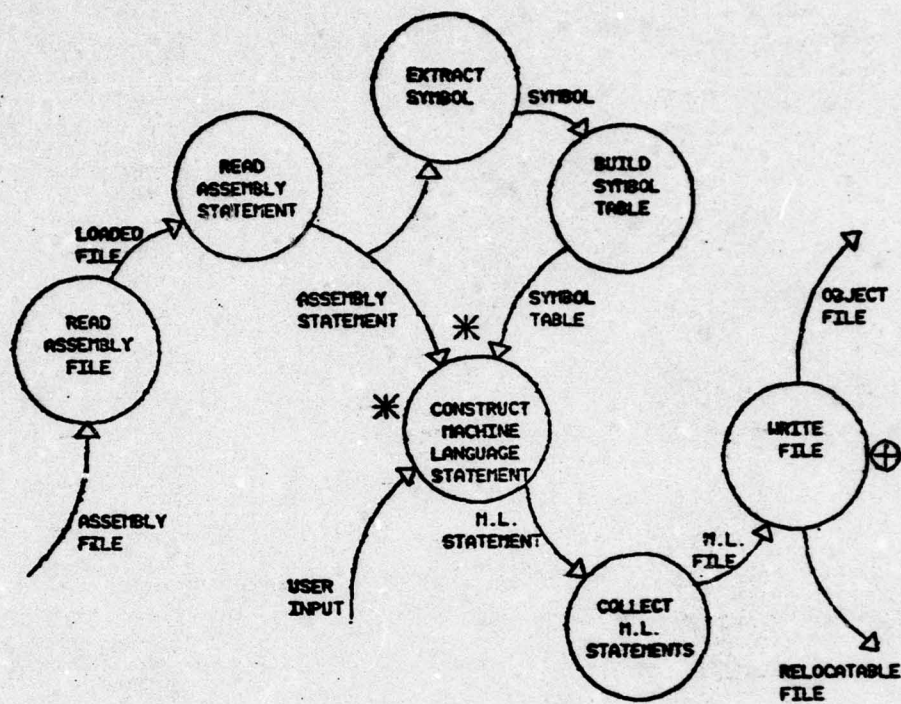 EXTRACT
SYMBOL
SYMBOL
BUILD
SYMBOL
TABLE
READ
ASSEMBLY
STATEMENT
LOADED
FILE
READ
ASSEMBLY
FILE
ASSEMBLY
STATEMENT
SYMBOL
TABLE
OBJECT
FILE
CONSTRUCT
MACHINE
LANGUAGE
STATEMENT
WRITE
FILE
ASSEMBLY
FILE
M.L.
STATEMENT
M.L.
FILE
USER
INPUT
COLLECT
M.L.
STATEMENTS
RELOCATABLE
FILE